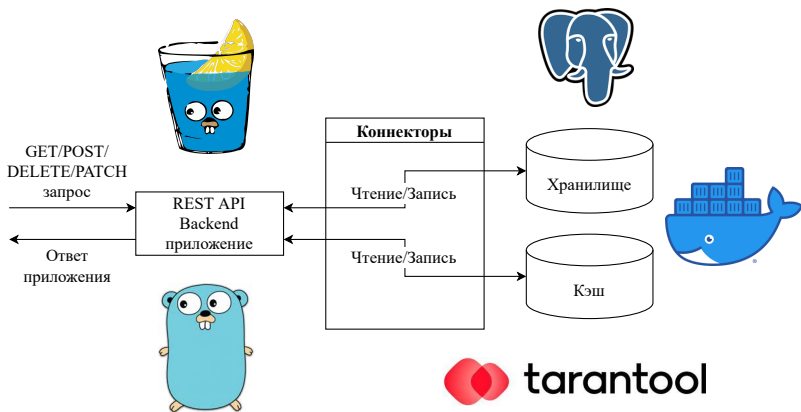 GET/POST/
DELETE/PATCH
запрос
Ответ
приложения
REST API
Backend
приложение
Коннекторы
Чтение/Запись
Чтение/Запись
Хранилище
Кэш
tarantool